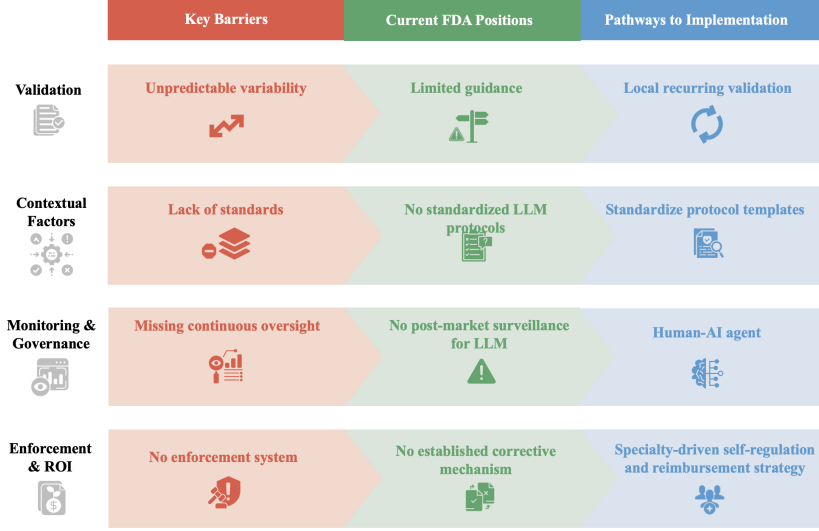 Key Barriers
Current FDA Positions
Pathways to Implementation
Validation
Unpredictable variability
Limited guidance
Local recurring validation
Contextual
Factors
Lack of standards
No standardized LLM
protocols
Standardize protocol templates
Monitoring &
Governance
Missing continuous oversight
No post-market surveillance
for LLM
Human-AI agent
Enforcement
& ROI
No enforcement system
No established corrective
mechanism
Specialty-driven self-regulation
and reimbursement strategy